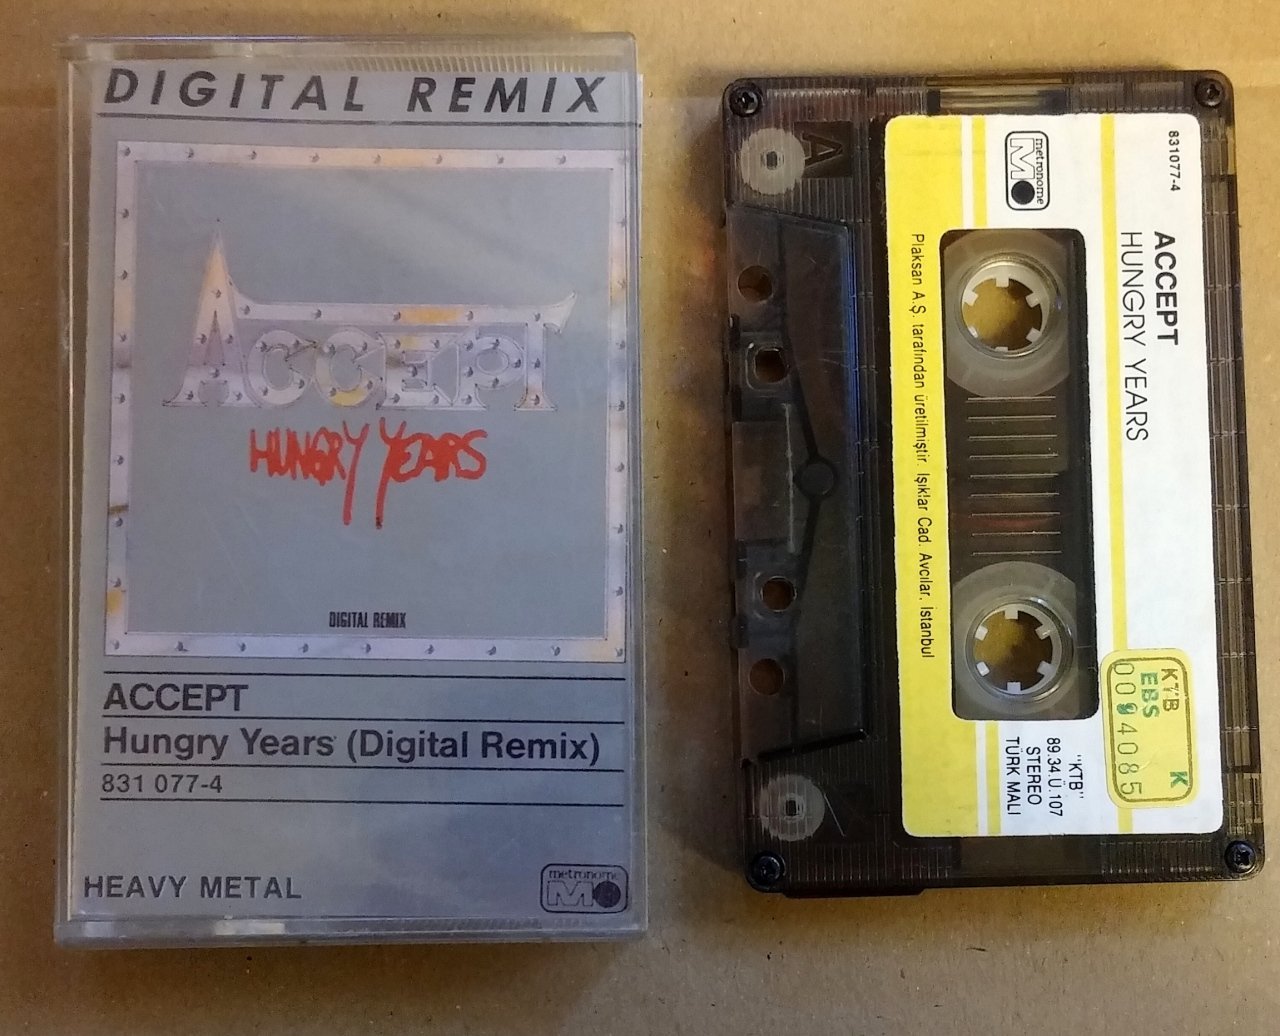 DIGITAL REMIX
ACCEPT
HUNGRY YEARS
DIGITAL REMIX
ACCEPT
Hungry Years (Digital Remix)
831 077-4
HEAVY METAL
metronome
A
831077-4
metronome
ACCEPT
HUNGRY YEARS
Plaksan A.Ş. tarafından üretilmiştir. Işıklar Cad. Avcılar. İstanbul
KTB K
EBS
0094085
"KTB"
89.34.Ü.107
STEREO
TÜRK MALI